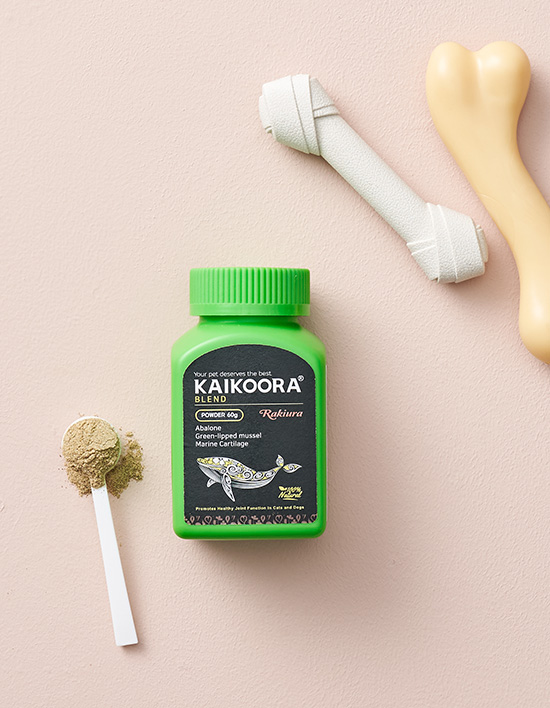 Your pet deserves the best.
KAIKOORA®
BLEND
POWDER 60g
Rakiura
Abalone
Green-lipped mussel
Marine Cartilage
100%
Natural
Promotes Healthy Joint Function in Cats and Dogs